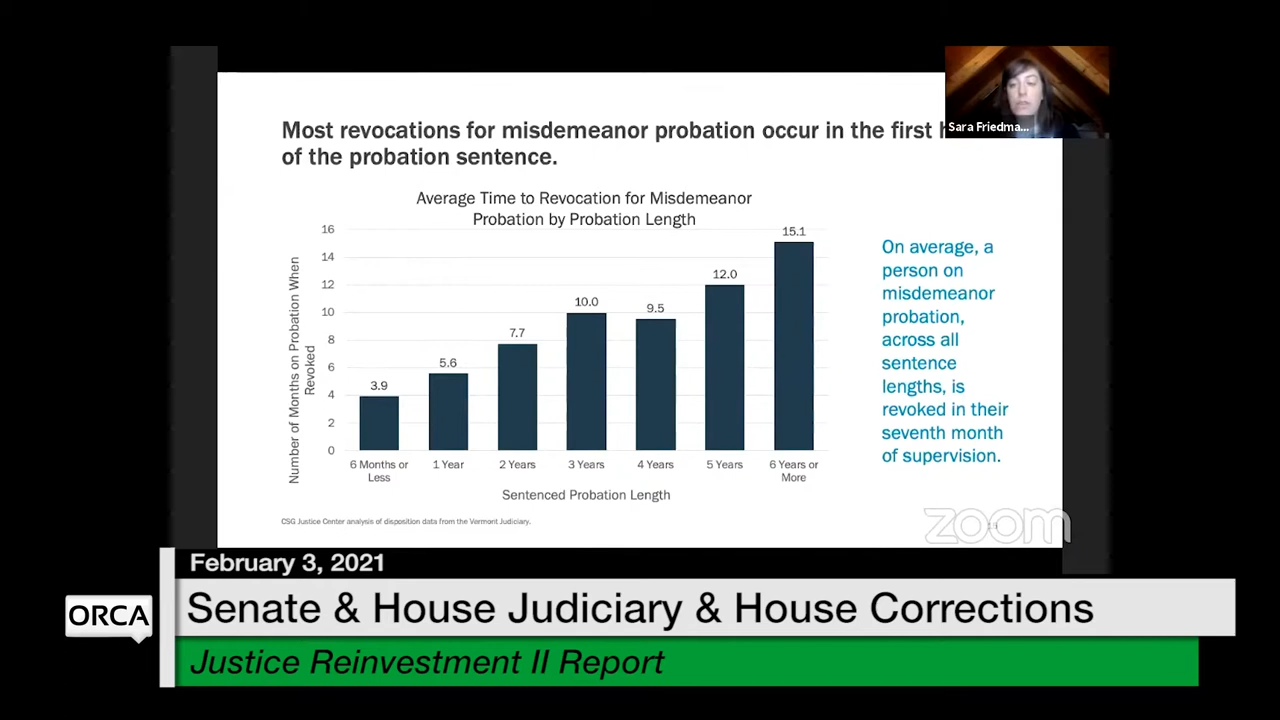 Sara Friedma...
Most revocations for misdemeanor probation occur in the first
of the probation sentence.
Average Time to Revocation for Misdemeanor
Probation by Probation Length
Number of Months on Probation When
Revoked
16
14
12
10
8
6
4
2
0
3.9
5.6
7.7
10.0
9.5
12.0
15.1
6 Months or
Less
1 Year
2 Years
3 Years
4 Years
5 Years
6 Years or
More
Sentenced Probation Length
On average, a
person on
misdemeanor
probation,
across all
sentence
lengths, is
revoked in their
seventh month
of supervision.
CSG Justice Center analysis of disposition data from the Vermont Judiciary.
zoom
February 3, 2021
ORCA
Senate & House Judiciary & House Corrections
Justice Reinvestment II Report